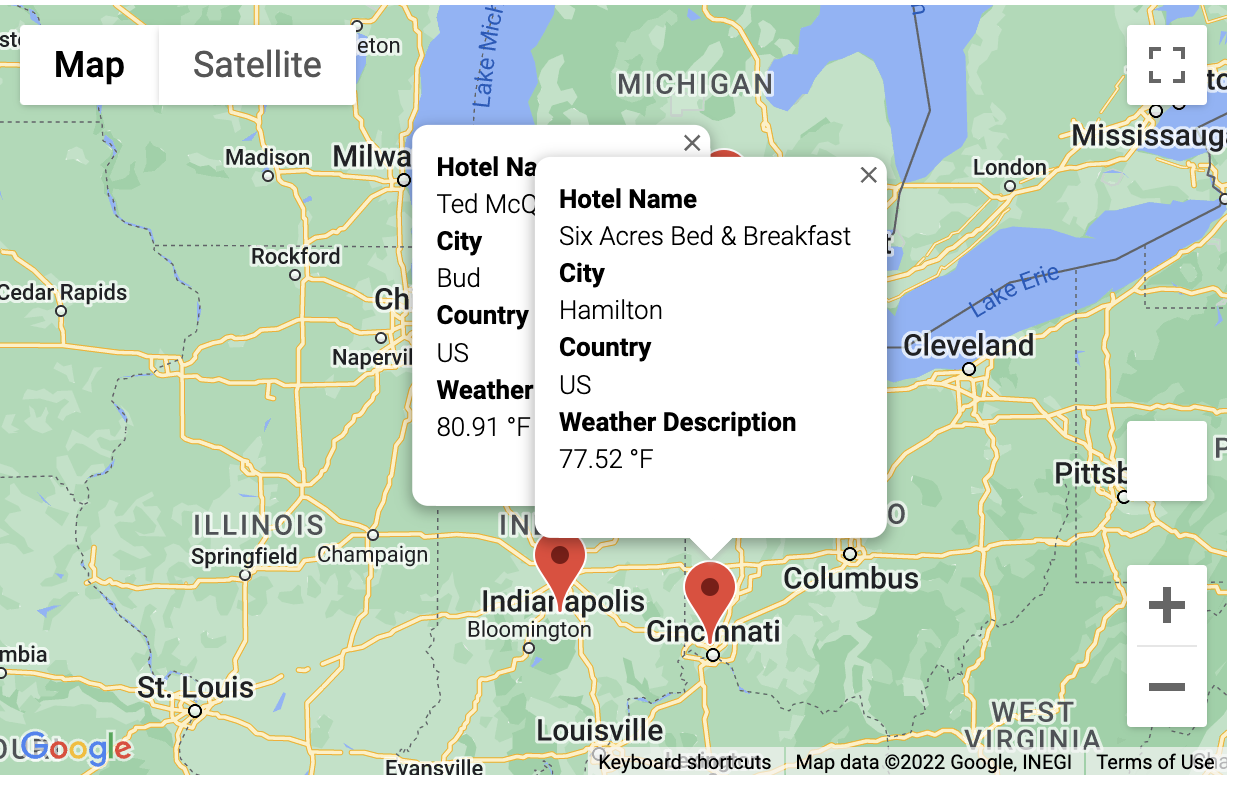 Map
Satellite
eton
Lake Mich
MICHIGAN
Mississauga
Madison
Milwa
London
Rockford
Cedar Rapids
Ch
Napervil
Lake Erie
Cleveland
Hotel Na
Ted McQ
City
Bud
Country
US
Weather
80.91 °F
Hotel Name
Six Acres Bed & Breakfast
City
Hamilton
Country
US
Weather Description
77.52 °F
Pittsb
P
ILLINOIS
IN
O
Springfield
Champaign
Columbus
Indianapolis
Bloomington
Cincinnati
mbia
St. Louis
Louisville
WEST
VIRGINIA
Evansville
Google
Keyboard shortcuts
Map data ©2022 Google, INEGI
Terms of Use